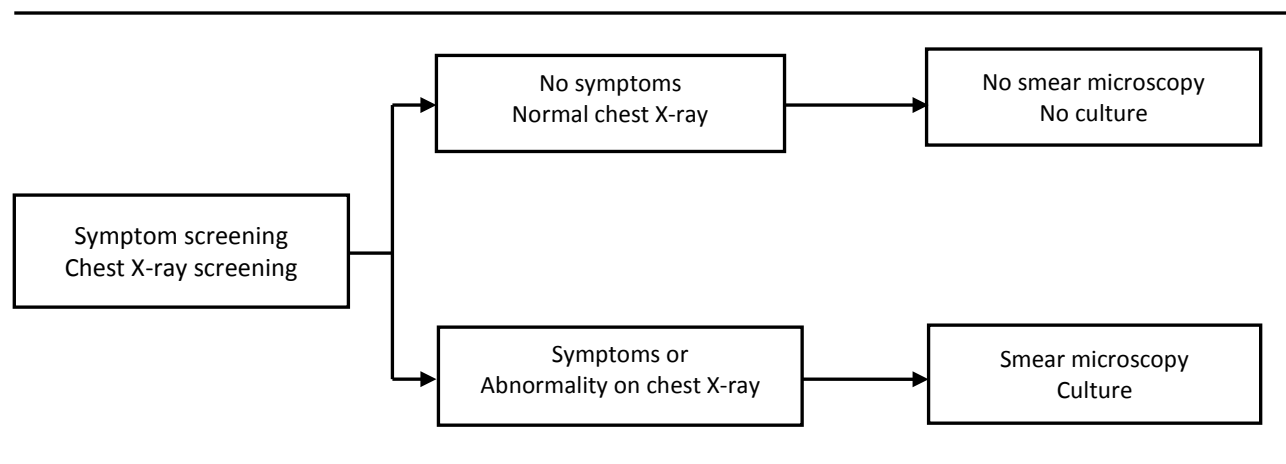 Symptom screening
Chest X-ray screening
No symptoms
Normal chest X-ray
No smear microscopy
No culture
Symptoms or
Abnormality on chest X-ray
Smear microscopy
Culture